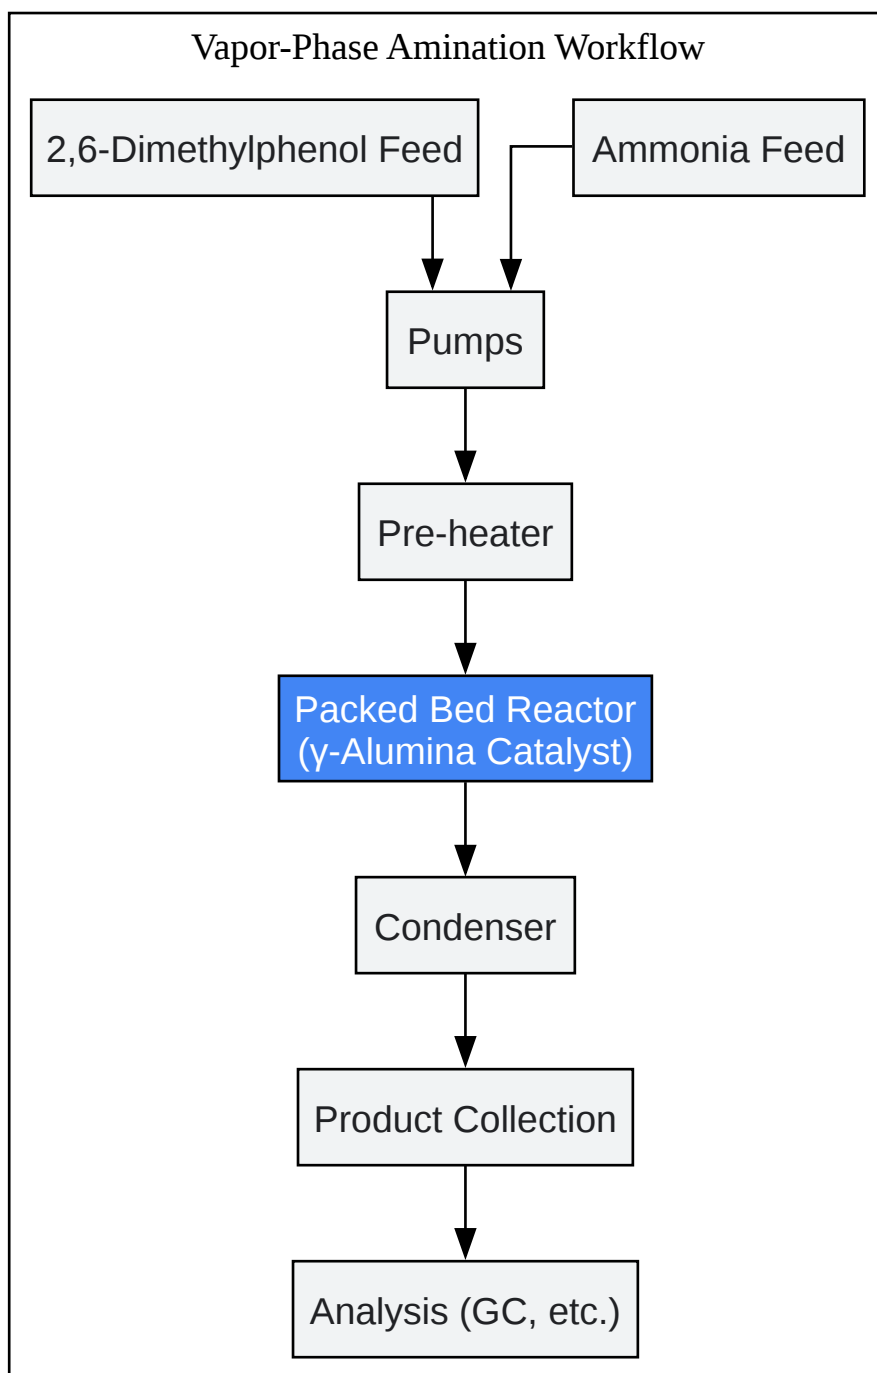 Vapor-Phase Amination Workflow
2,6-Dimethylphenol Feed
Ammonia Feed
Pumps
Pre-heater
Packed Bed Reactor
(γ-Alumina Catalyst)
Condenser
Product Collection
Analysis (GC, etc.)